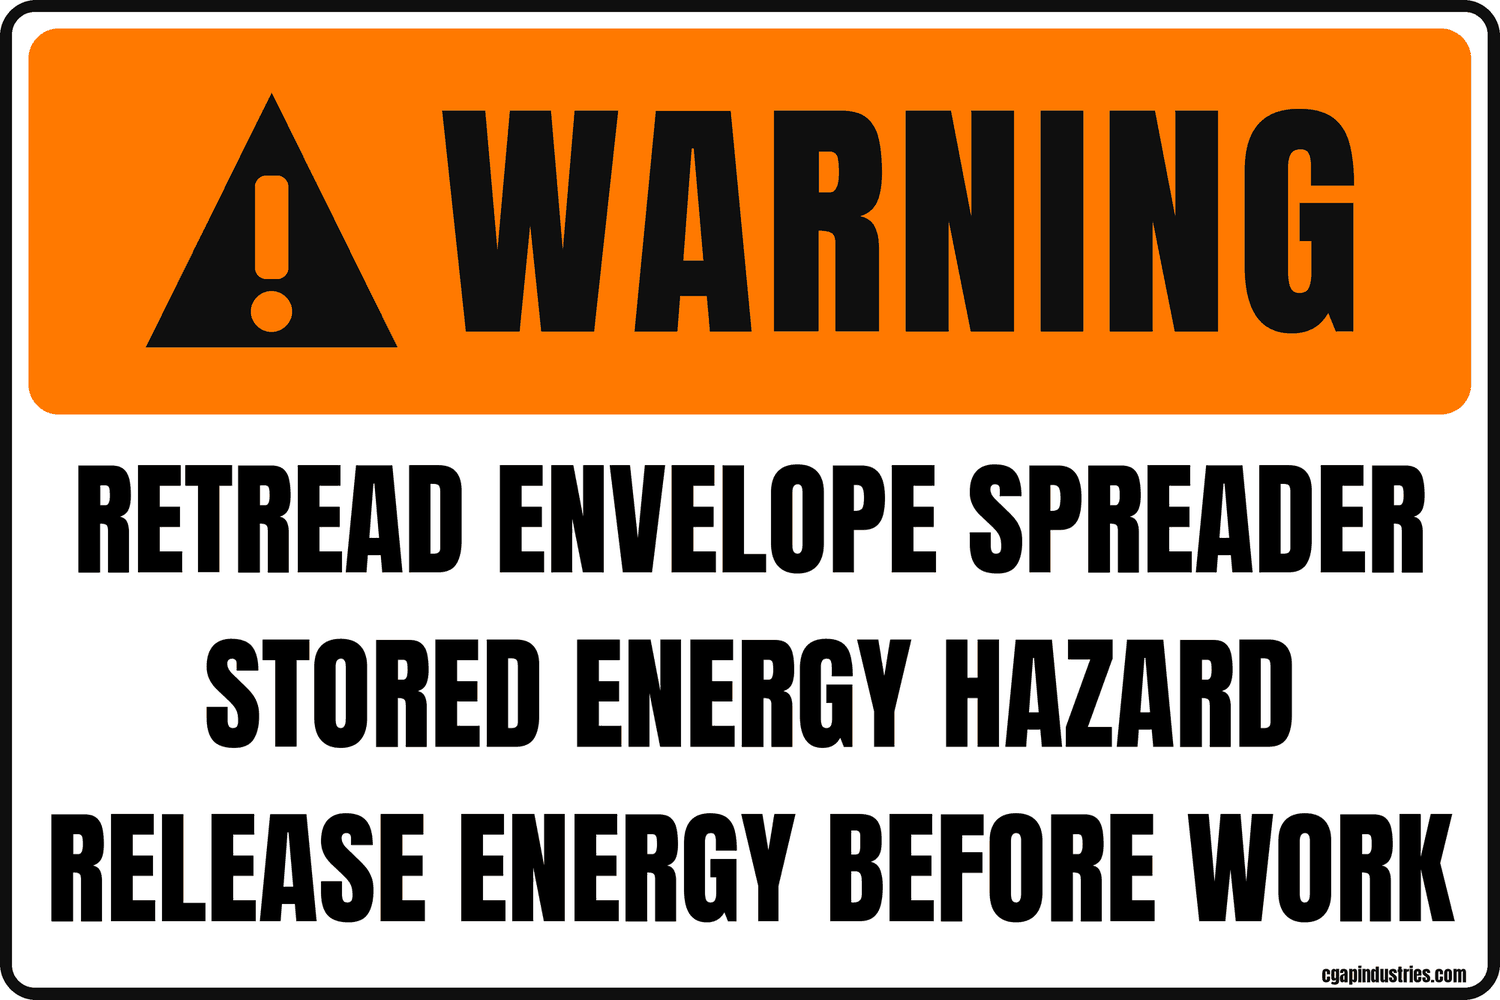 WARNING
RETREAD ENVELOPE SPREADER
STORED ENERGY HAZARD
RELEASE ENERGY BEFORE WORK
cgapindustries.com